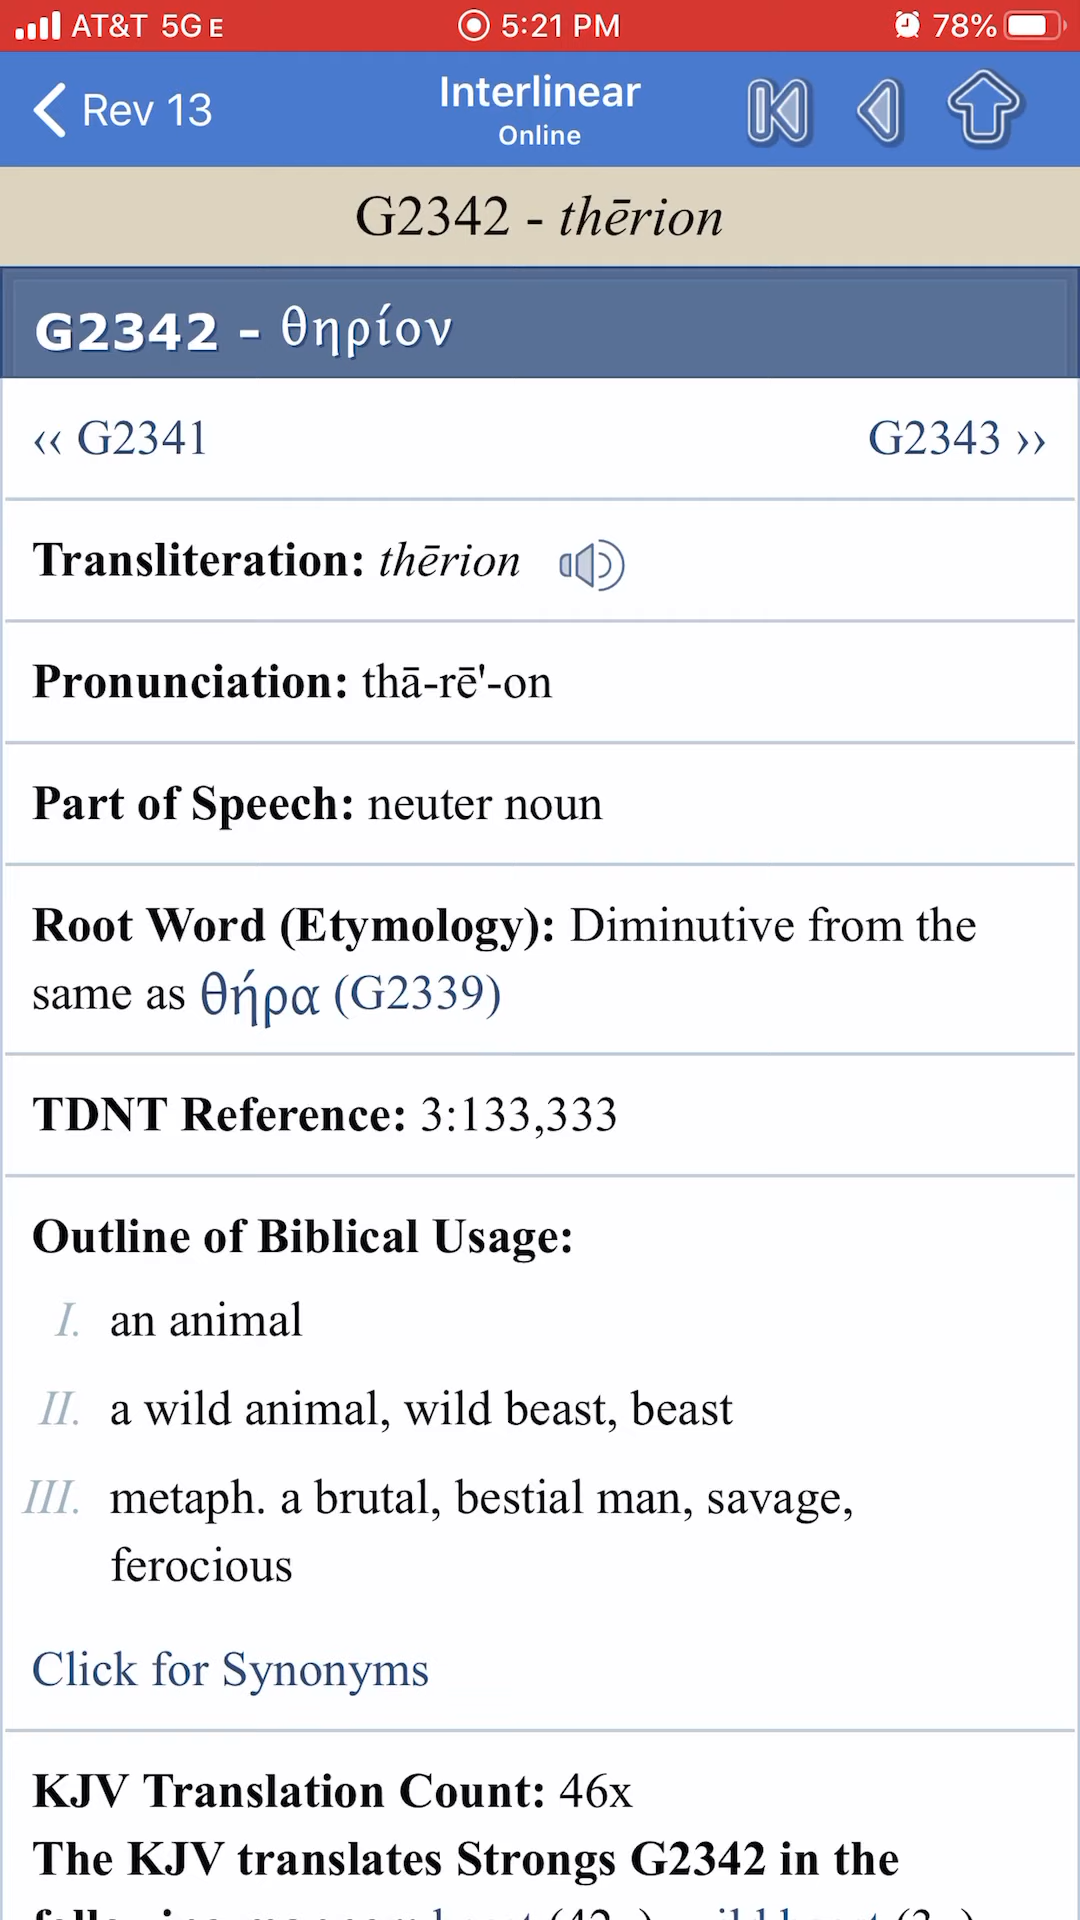 AT&T 5GE 5:21 PM 78%
Rev 13 Interlinear
Online
G2342 - thērion
G2342 - θηρίον
‹‹ G2341 G2343 ››
Transliteration: thērion
Pronunciation: thā-rē'-on
Part of Speech: neuter noun
Root Word (Etymology): Diminutive from the
same as θήρα (G2339)
TDNT Reference: 3:133,333
Outline of Biblical Usage:
I. an animal
II. a wild animal, wild beast, beast
III. metaph. a brutal, bestial man, savage,
ferocious
Click for Synonyms
KJV Translation Count: 46x
The KJV translates Strongs G2342 in the